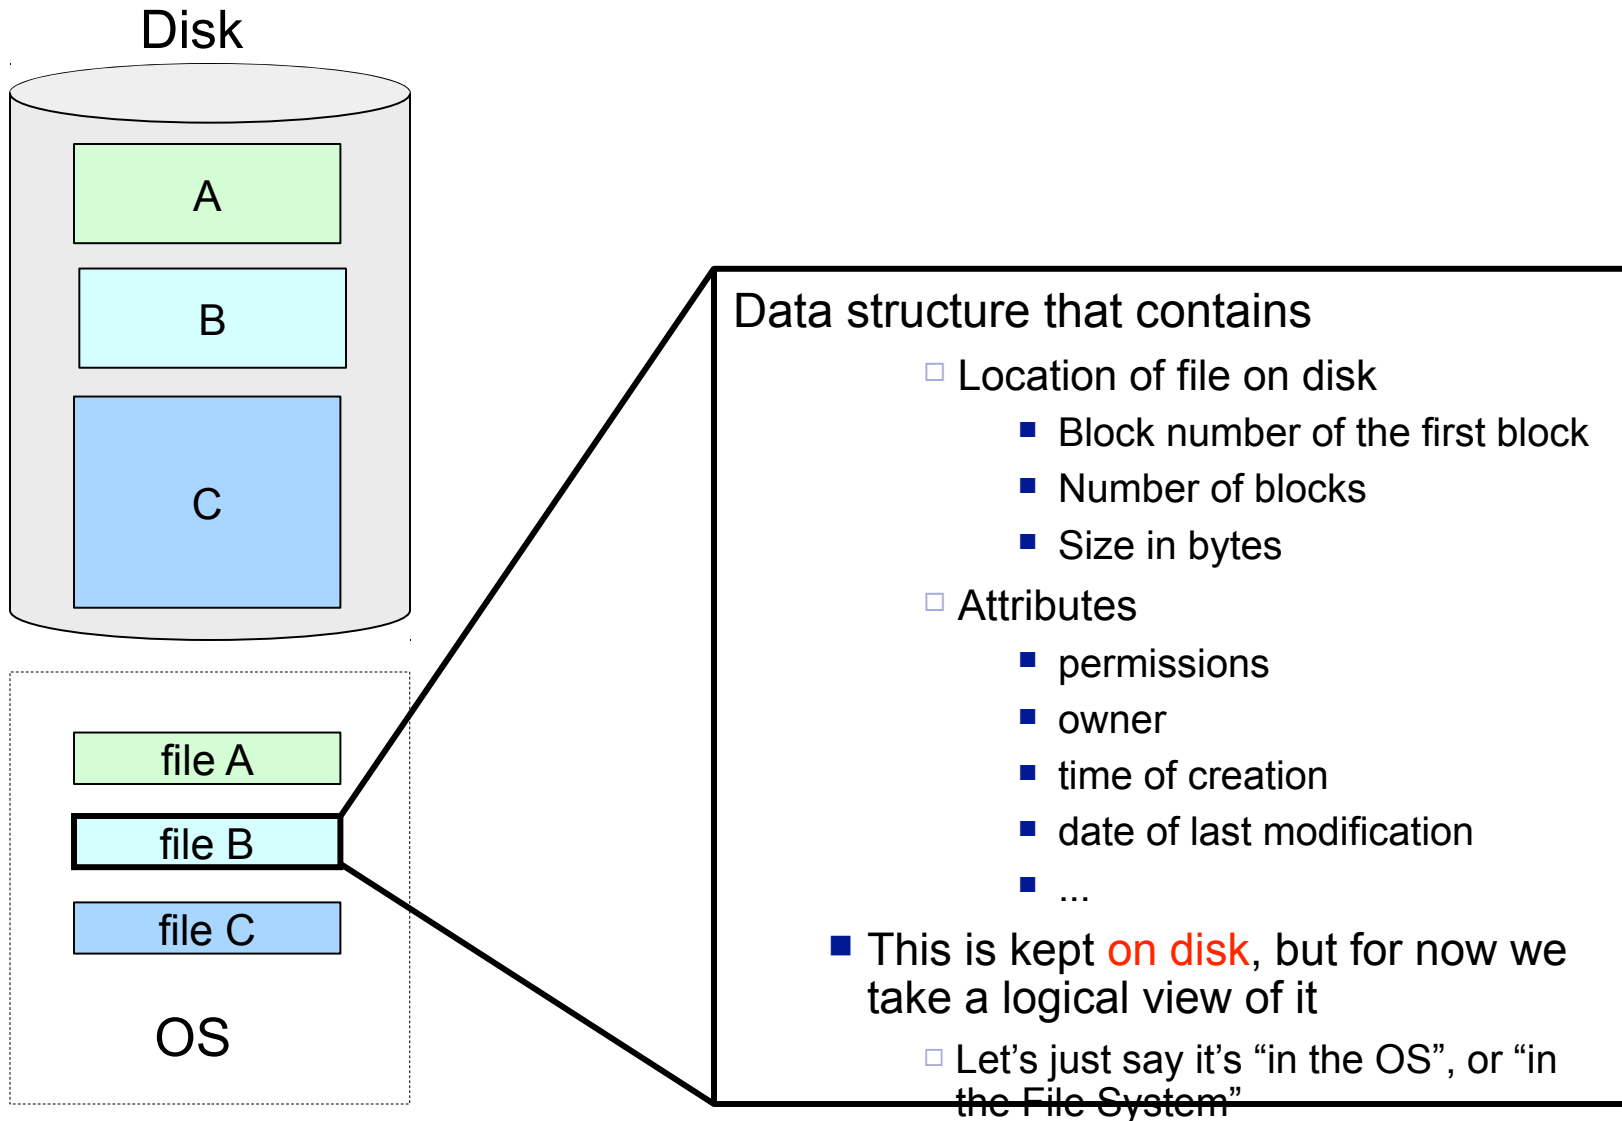 Disk
A
B
C
file A
file B
file C
OS
Data structure that contains
Location of file on disk
Block number of the first block
Number of blocks
Size in bytes
Attributes
permissions
owner
time of creation
date of last modification
...
This is kept on disk, but for now we
take a logical view of it
Let’s just say it’s “in the OS”, or “in
the File System”